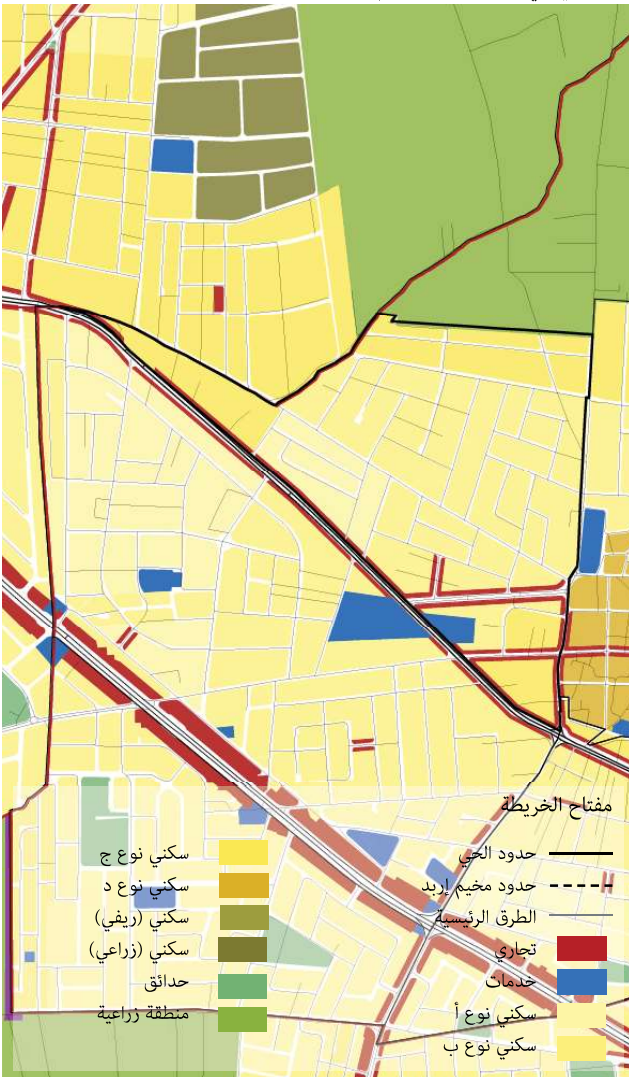 مفتاح الخريطة
حدود الحي
حدود مخيم إربد
الطرق الرئيسية
تجاري
خدمات
سكني نوع أ
سكني نوع ب
سكني نوع ج
سكني نوع د
سكني (ريفي)
سكني (زراعي)
حدائق
منطقة زراعية